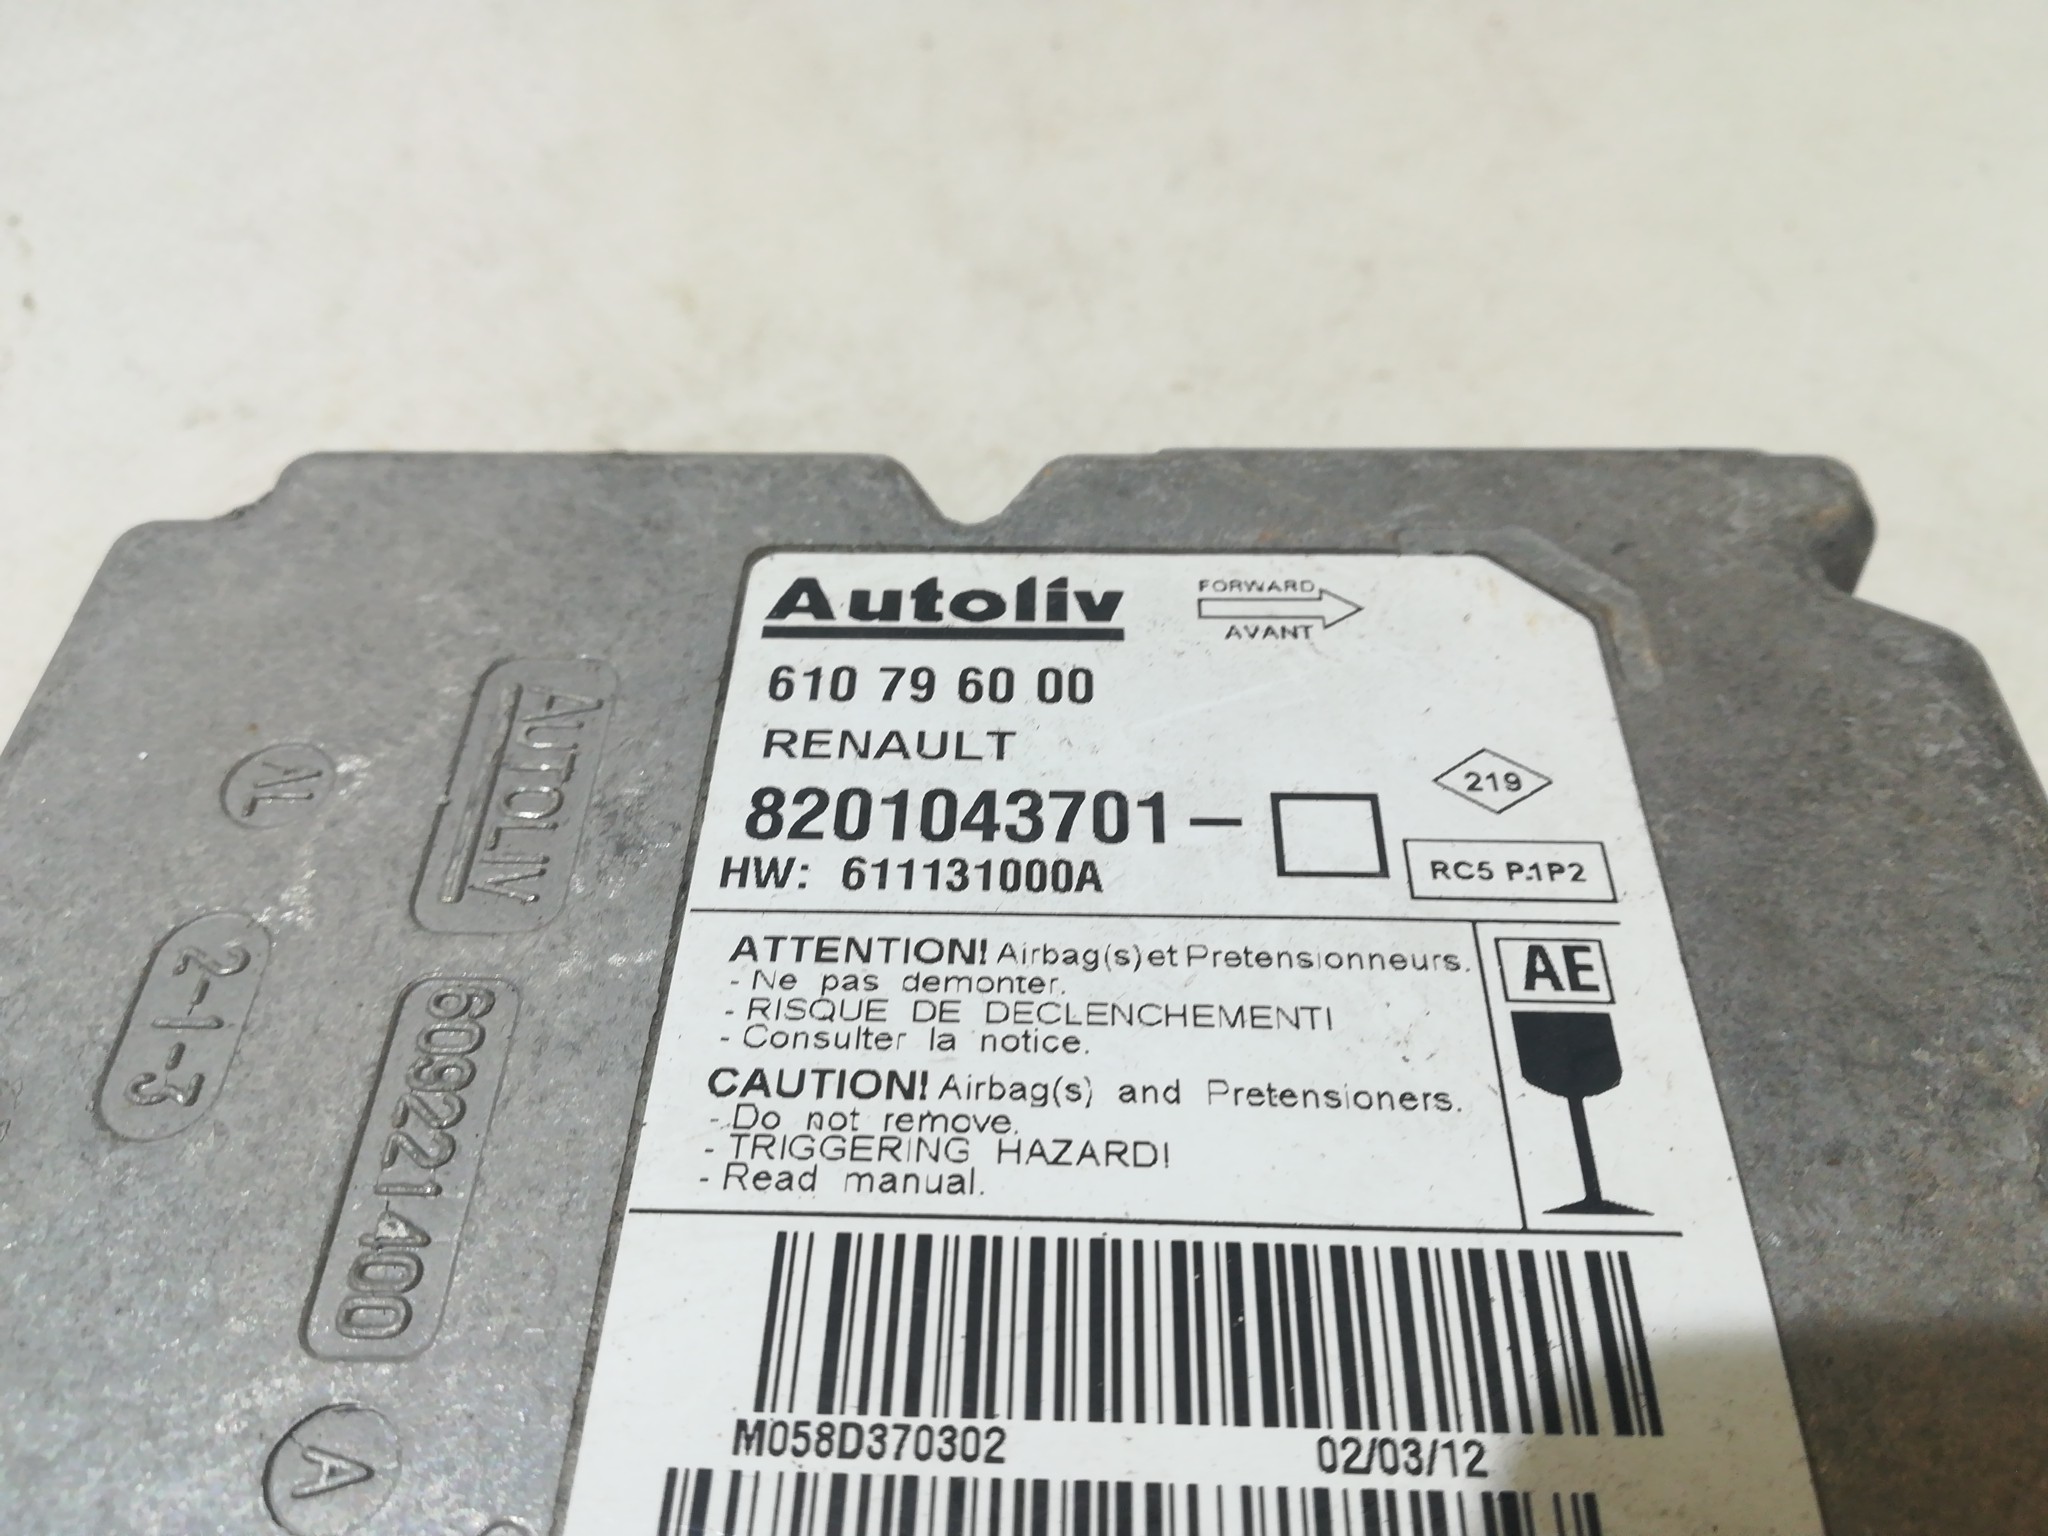 Autoliv
FORWARD
AVANT
610 79 60 00
RENAULT
8201043701-
219
HW: 611131000A
RC5 P.1P2
ATTENTION! Airbag(s) et Pretensionneurs.
- Ne pas demonter.
- RISQUE DE DECLENCHEMENT!
- Consulter la notice.
AE
CAUTION! Airbag(s) and Pretensioners.
- Do not remove.
- TRIGGERING HAZARD!
- Read manual.
M058D370302
02/03/12
AUTOLIV
AL
2-1-3
609221400
A